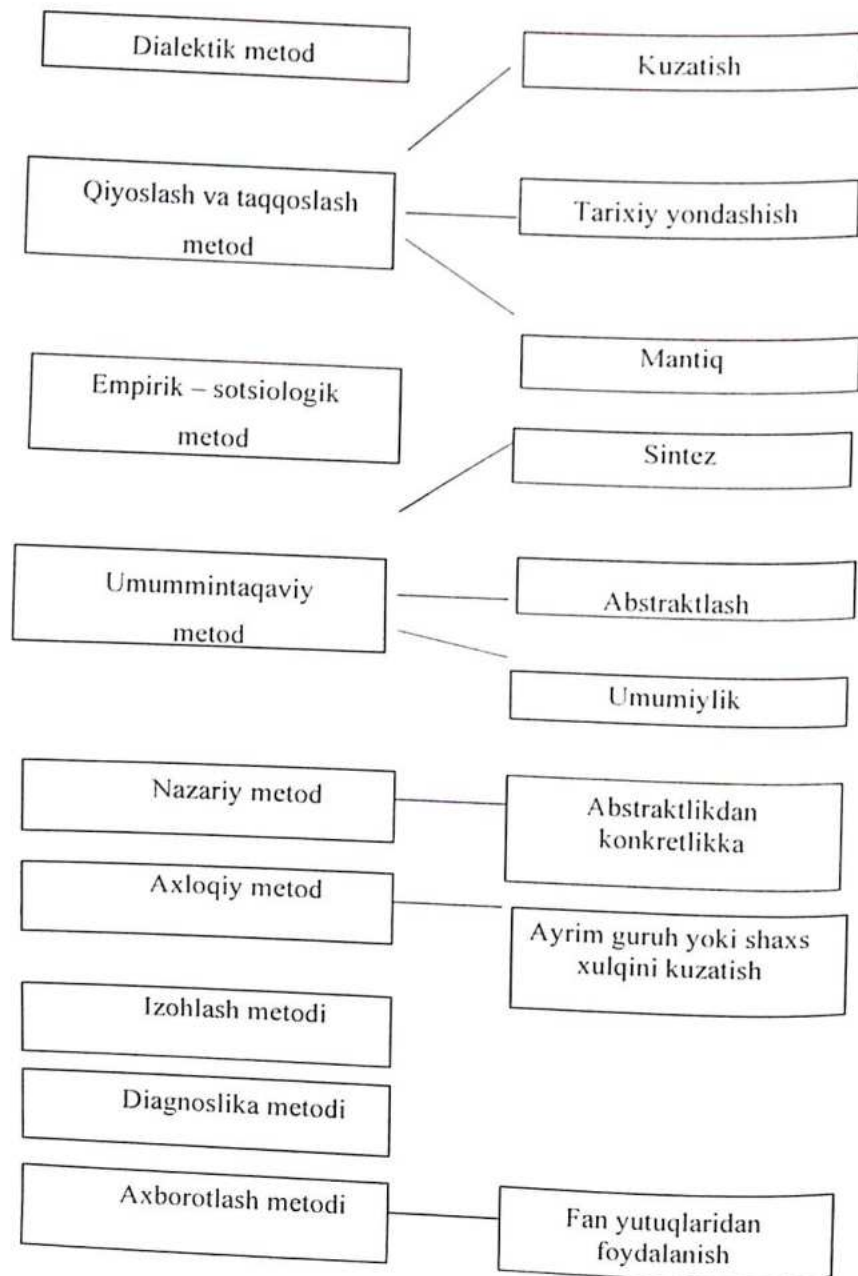 Dialektik metod
Kuzatish
Qiyoslash va taqqoslash
metod
Tarixiy yondashish
Mantiq
Empirik – sotsiologik
metod
Sintez
Umummintaqaviy
metod
Abstraktlash
Umumiylik
Nazariy metod
Abstraktlikdan
konkretlikka
Axloqiy metod
Ayrim guruh yoki shaxs
xulqini kuzatish
Izohlash metodi
Diagnoslika metodi
Axborotlash metodi
Fan yutuqlaridan
foydalanish